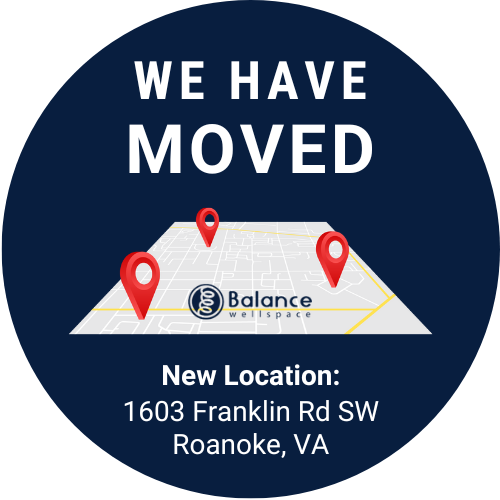 WE HAVE
MOVED
Balance
wellspace
New Location:
1603 Franklin Rd SW
Roanoke, VA